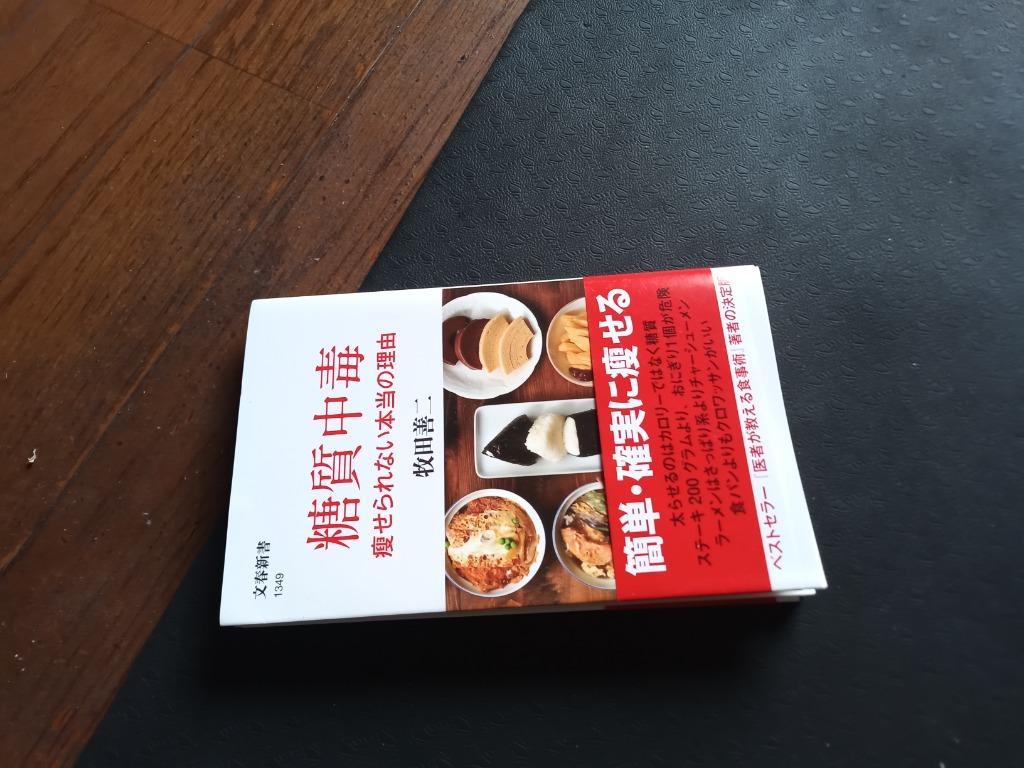 文春新書
1349
糖質中毒
痩せられない本当の理由
牧田善二
簡単・確実に痩せる
太らせるのはカロリーではなく糖質
ステーキ200グラムより、おにぎり1個が危険
ラーメンはさっぱり系よりチャーシューメン
食パンよりもクロワッサンがいい
ベストセラー『医者が教える食事術』著者の決定版